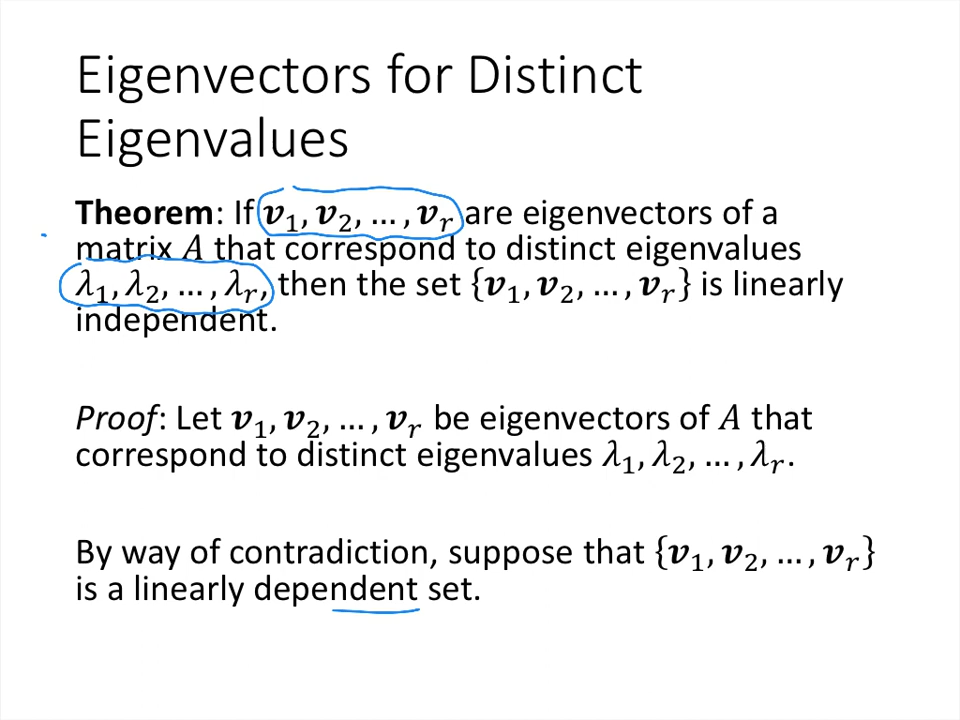 Eigenvectors for Distinct
Eigenvalues
Theorem: If 𝒗₁, 𝒗₂, … , 𝒗ᵣ are eigenvectors of a
matrix 𝐴 that correspond to distinct eigenvalues
𝜆₁, 𝜆₂, … , 𝜆ᵣ, then the set {𝒗₁, 𝒗₂, … , 𝒗ᵣ} is linearly
independent.
Proof: Let 𝒗₁, 𝒗₂, … , 𝒗ᵣ be eigenvectors of 𝐴 that
correspond to distinct eigenvalues 𝜆₁, 𝜆₂, … , 𝜆ᵣ.
By way of contradiction, suppose that {𝒗₁, 𝒗₂, … , 𝒗ᵣ}
is a linearly dependent set.